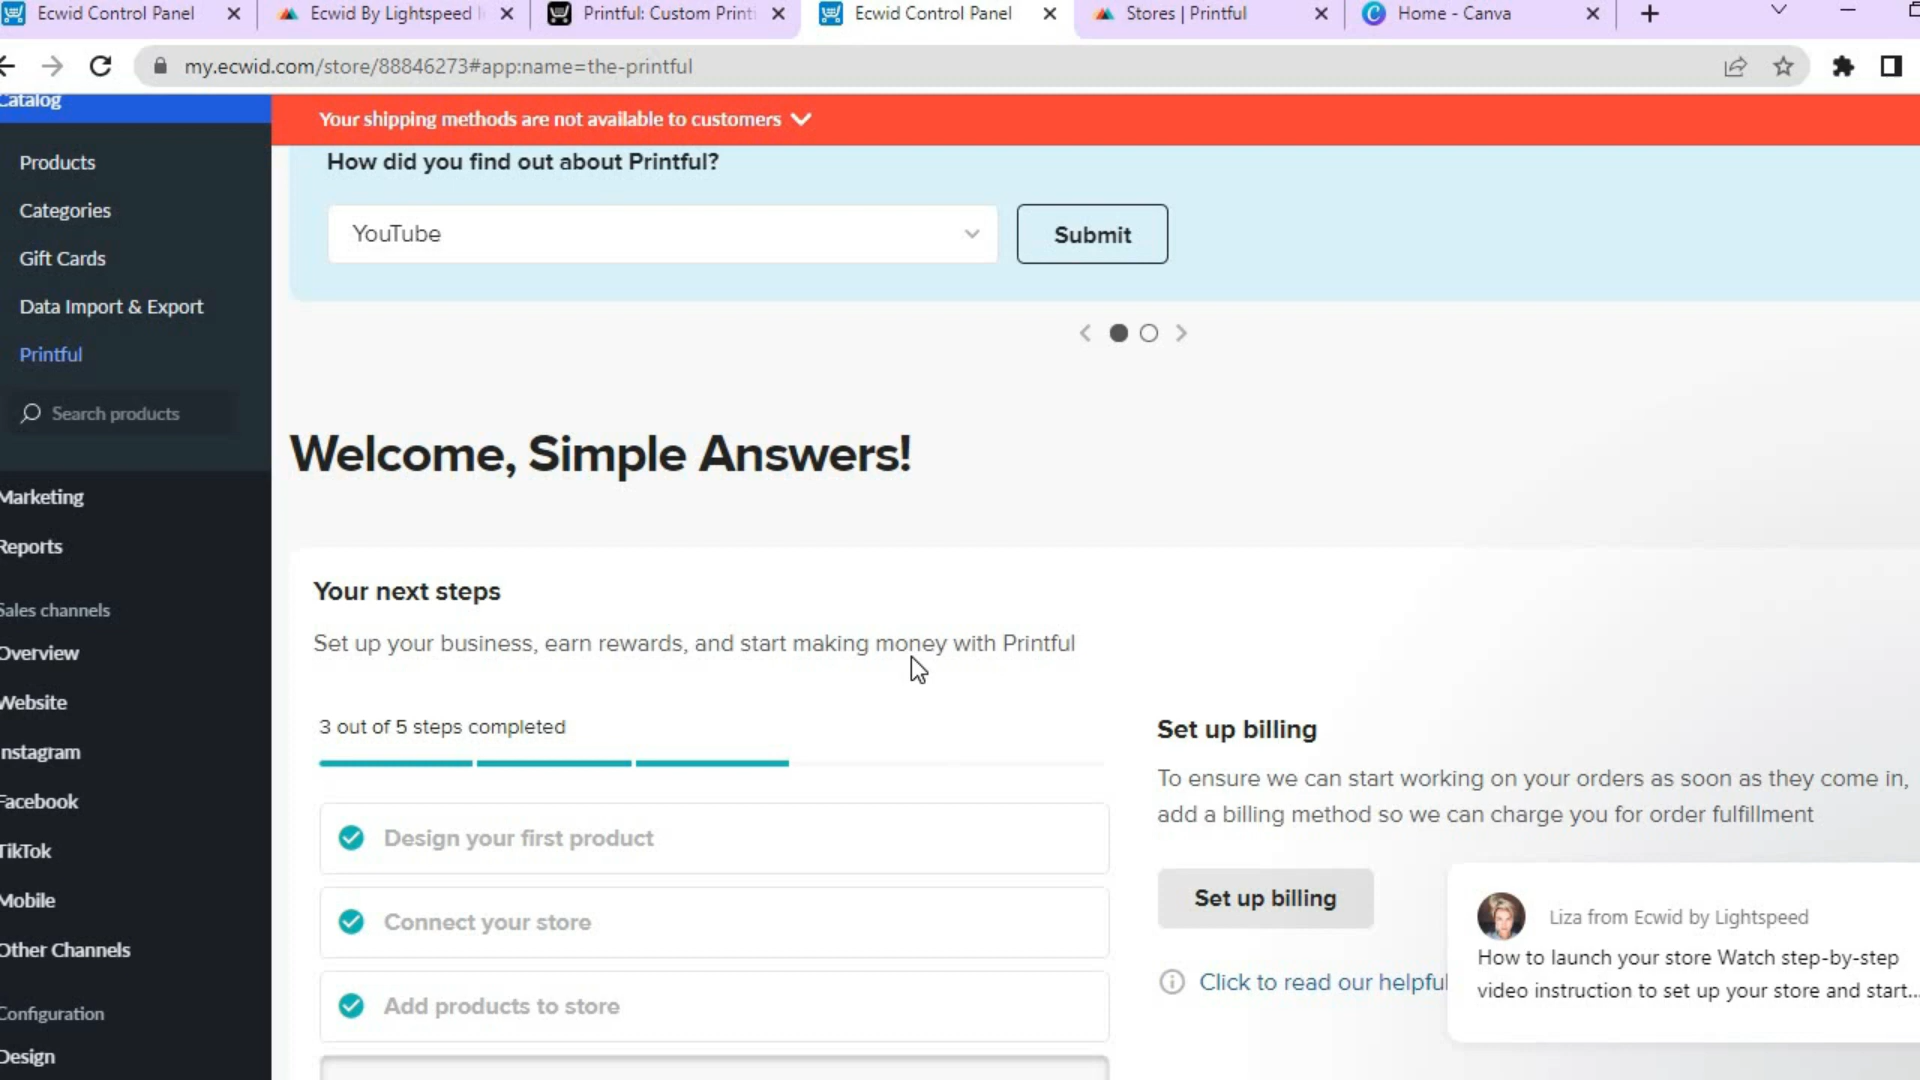 Ecwid Control Panel
Ecwid By Lightspeed
Printful: Custom Print
Ecwid Control Panel
Stores | Printful
Home - Canva
my.ecwid.com/store/88846273#app:name=the-printful
Catalog
Your shipping methods are not available to customers
Products
Categories
Gift Cards
Data Import & Export
Printful
Search products
Marketing
Reports
Sales channels
Overview
Website
Instagram
Facebook
TikTok
Mobile
Other Channels
Configuration
Design
How did you find out about Printful?
YouTube
Submit
Welcome, Simple Answers!
Your next steps
Set up your business, earn rewards, and start making money with Printful
3 out of 5 steps completed
Design your first product
Connect your store
Add products to store
Set up billing
To ensure we can start working on your orders as soon as they come in,
add a billing method so we can charge you for order fulfillment
Set up billing
Click to read our helpful
Liza from Ecwid by Lightspeed
How to launch your store Watch step-by-step
video instruction to set up your store and start...